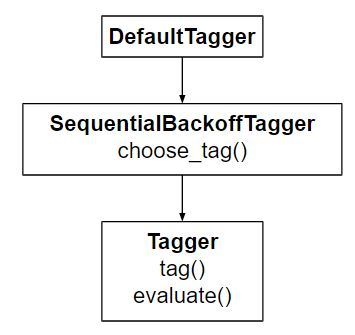 DefaultTagger
SequentialBackoffTagger
choose_tag()
Tagger
tag()
evaluate()